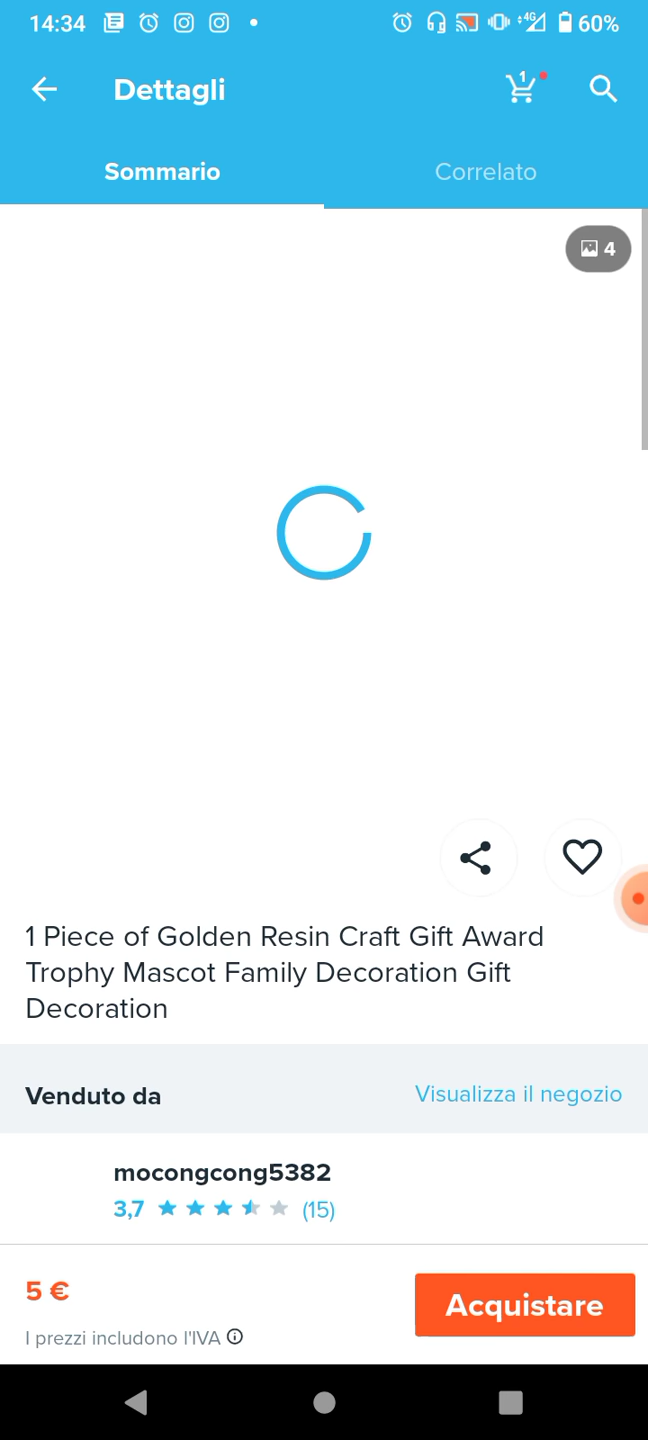 14:34
4G
60%
Dettagli
1
Sommario
Correlato
4
1 Piece of Golden Resin Craft Gift Award
Trophy Mascot Family Decoration Gift
Decoration
Venduto da
Visualizza il negozio
mocongcong5382
3,7
(15)
5 €
Acquistare
I prezzi includono l'IVA